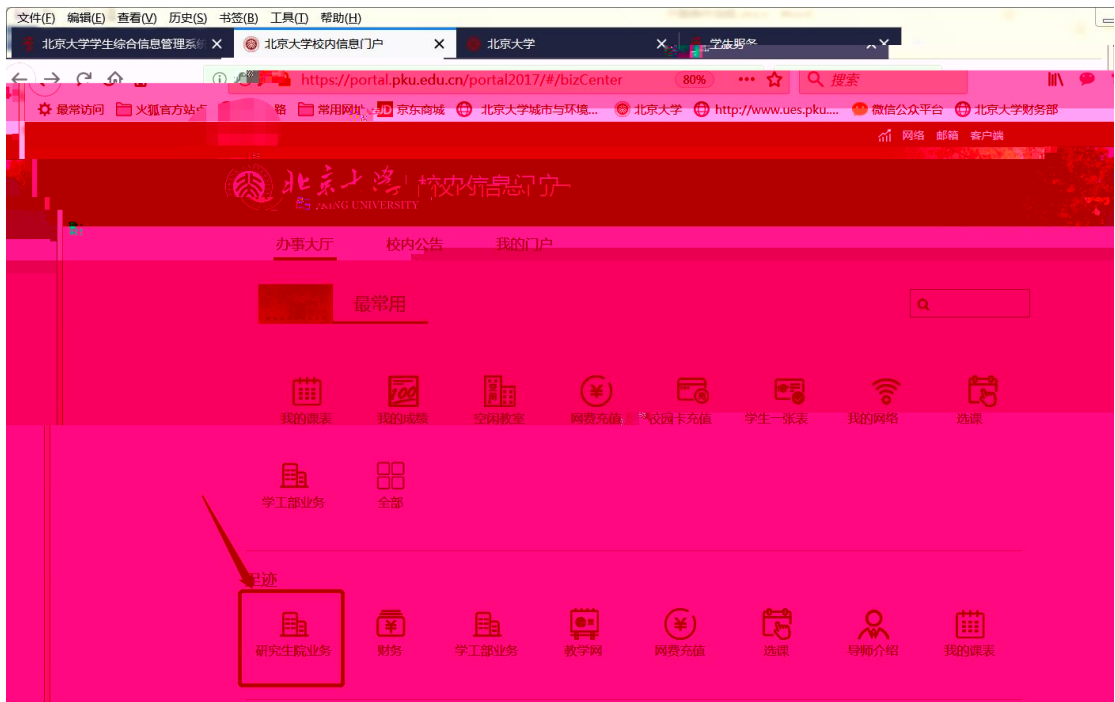 文件(F) 编辑(E) 查看(V) 历史(S) 书签(B) 工具(T) 帮助(H)
北京大学学生综合信息管理系统 北京大学校内信息门户 北京大学 学生服务
https://portal.pku.edu.cn/portal2017/#/bizCenter 80% 搜索
最常访问 火狐官方站点 常用网址 JD 京东商城 北京大学城市与环境... 北京大学 http://www.ues.pku.... 微信公众平台 北京大学财务部
网络 邮箱 客户端
北京大学 校内信息门户
UNIVERSITY
办事大厅 校内公告 我的门户
最常用
我的课表 我的成绩 空闲教室 网费充值 校园卡充值 学生一张表 我的网络 选课
学工部业务 全部
足迹
研究生院业务 财务 学工部业务 教学网 网费充值 选课 导师介绍 我的课表